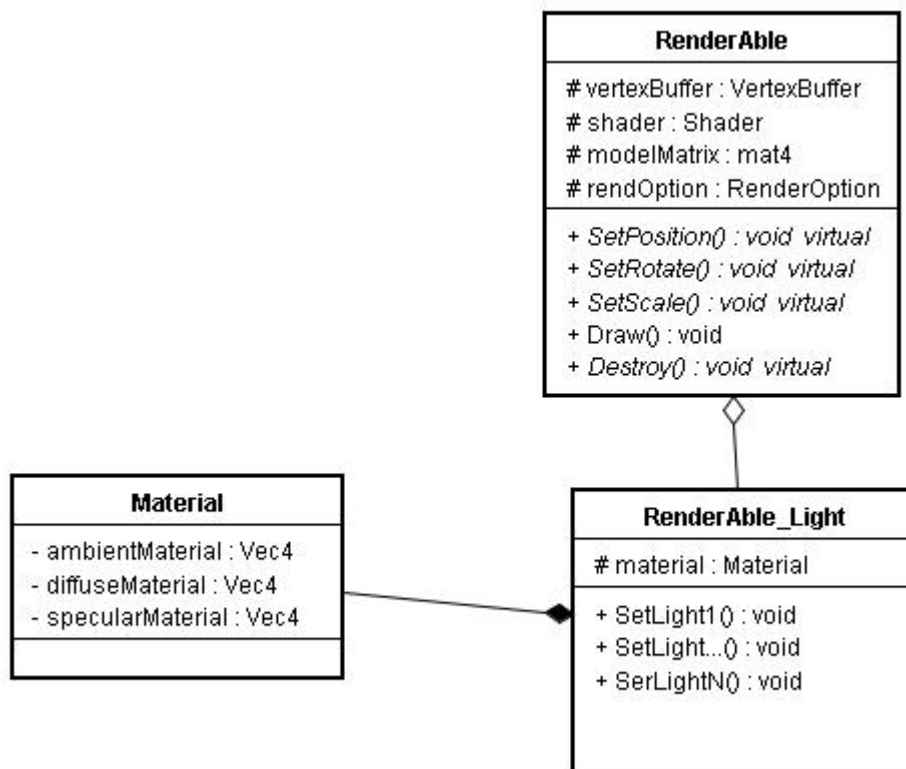 RenderAble
# vertexBuffer : VertexBuffer
# shader : Shader
# modelMatrix : mat4
# rendOption : RenderOption
+ SetPosition() : void virtual
+ SetRotate() : void virtual
+ SetScale() : void virtual
+ Draw() : void
+ Destroy() : void virtual
Material
- ambientMaterial : Vec4
- diffuseMaterial : Vec4
- specularMaterial : Vec4
RenderAble_Light
# material : Material
+ SetLight1() : void
+ SetLight...() : void
+ SerLightN() : void